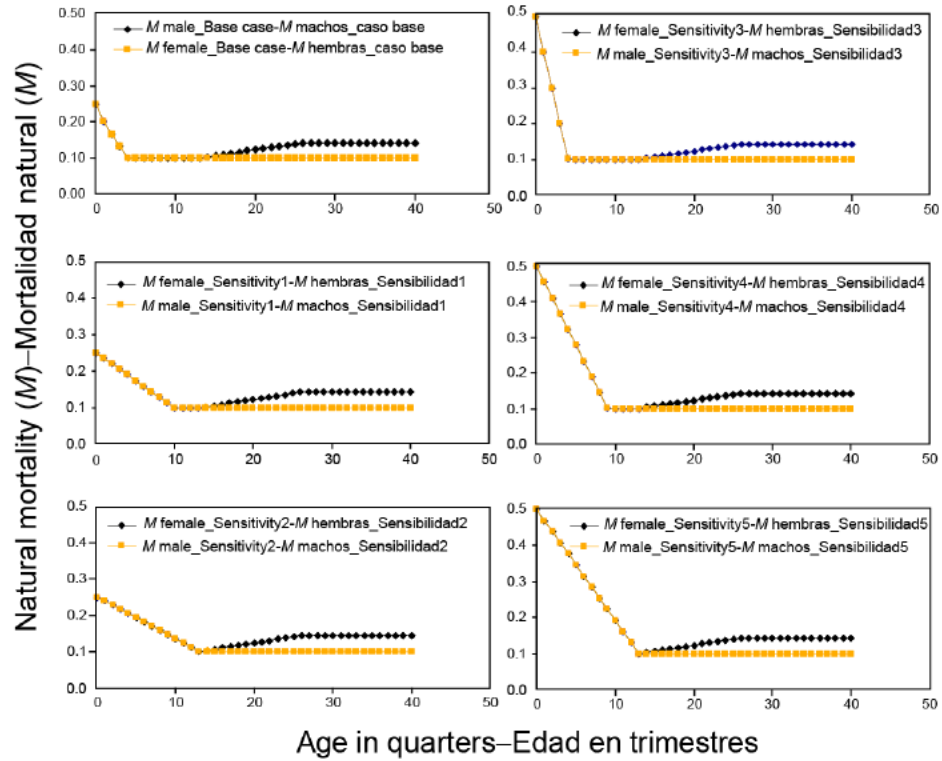 Natural mortality (M)–Mortalidad natural (M)
0.50
0.40
0.30
0.20
0.10
0.00
M male_Base case-M machos_caso base
M female_Base case-M hembras_caso base
0 10 20 30 40 50
0.5
0.4
0.3
0.2
0.1
0.0
M female_Sensitivity3-M hembras_Sensibilidad3
M male_Sensitivity3-M machos_Sensibilidad3
0 10 20 30 40 50
0.5
0.4
0.3
0.2
0.1
0.0
M female_Sensitivity1-M hembras_Sensibilidad1
M male_Sensitivity1-M machos_Sensibilidad1
0 10 20 30 40 50
0.5
0.4
0.3
0.2
0.1
0.0
M female_Sensitivity4-M hembras_Sensibilidad4
M male_Sensitivity4-M machos_Sensibilidad4
0 10 20 30 40 50
0.5
0.4
0.3
0.2
0.1
0.0
M female_Sensitivity2-M hembras_Sensibilidad2
M male_Sensitivity2-M machos_Sensibilidad2
0 10 20 30 40 50
0.5
0.4
0.3
0.2
0.1
0.0
M female_Sensitivity5-M hembras_Sensibilidad5
M male_Sensitivity5-M machos_Sensibilidad5
0 10 20 30 40 50
Age in quarters–Edad en trimestres